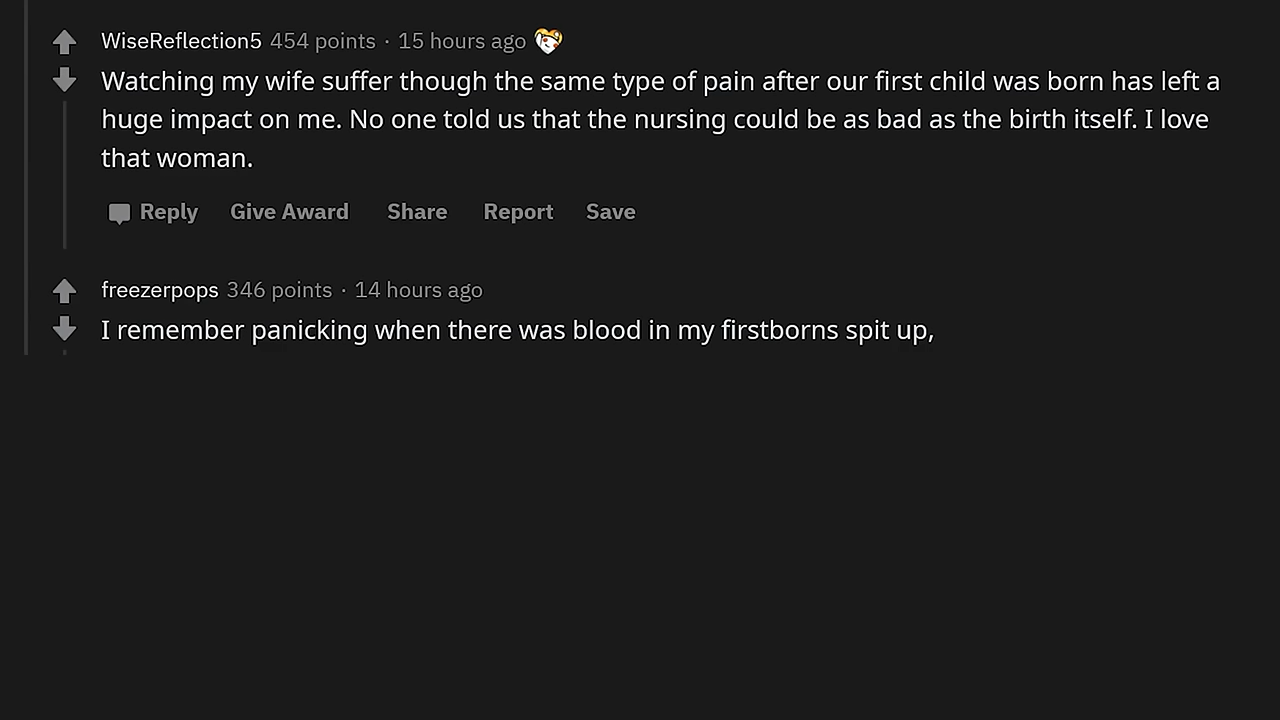 WiseReflection5 454 points · 15 hours ago
Watching my wife suffer though the same type of pain after our first child was born has left a
huge impact on me. No one told us that the nursing could be as bad as the birth itself. I love
that woman.
Reply Give Award Share Report Save
freezerpops 346 points · 14 hours ago
I remember panicking when there was blood in my firstborns spit up,